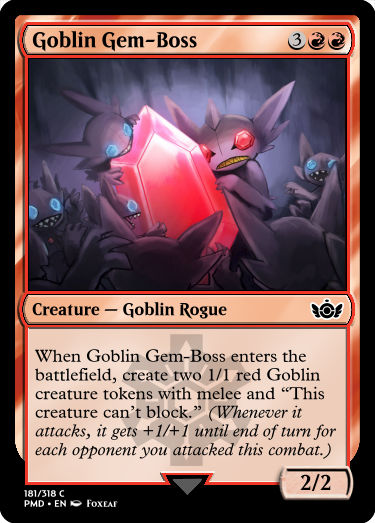 Goblin Gem-Boss 3
Creature — Goblin Rogue
When Goblin Gem-Boss enters the
battlefield, create two 1/1 red Goblin
creature tokens with melee and “This
creature can’t block.” (Whenever it
attacks, it gets +1/+1 until end of turn for
each opponent you attacked this combat.)
2/2
181/318 C
PMD • EN Foxeaf